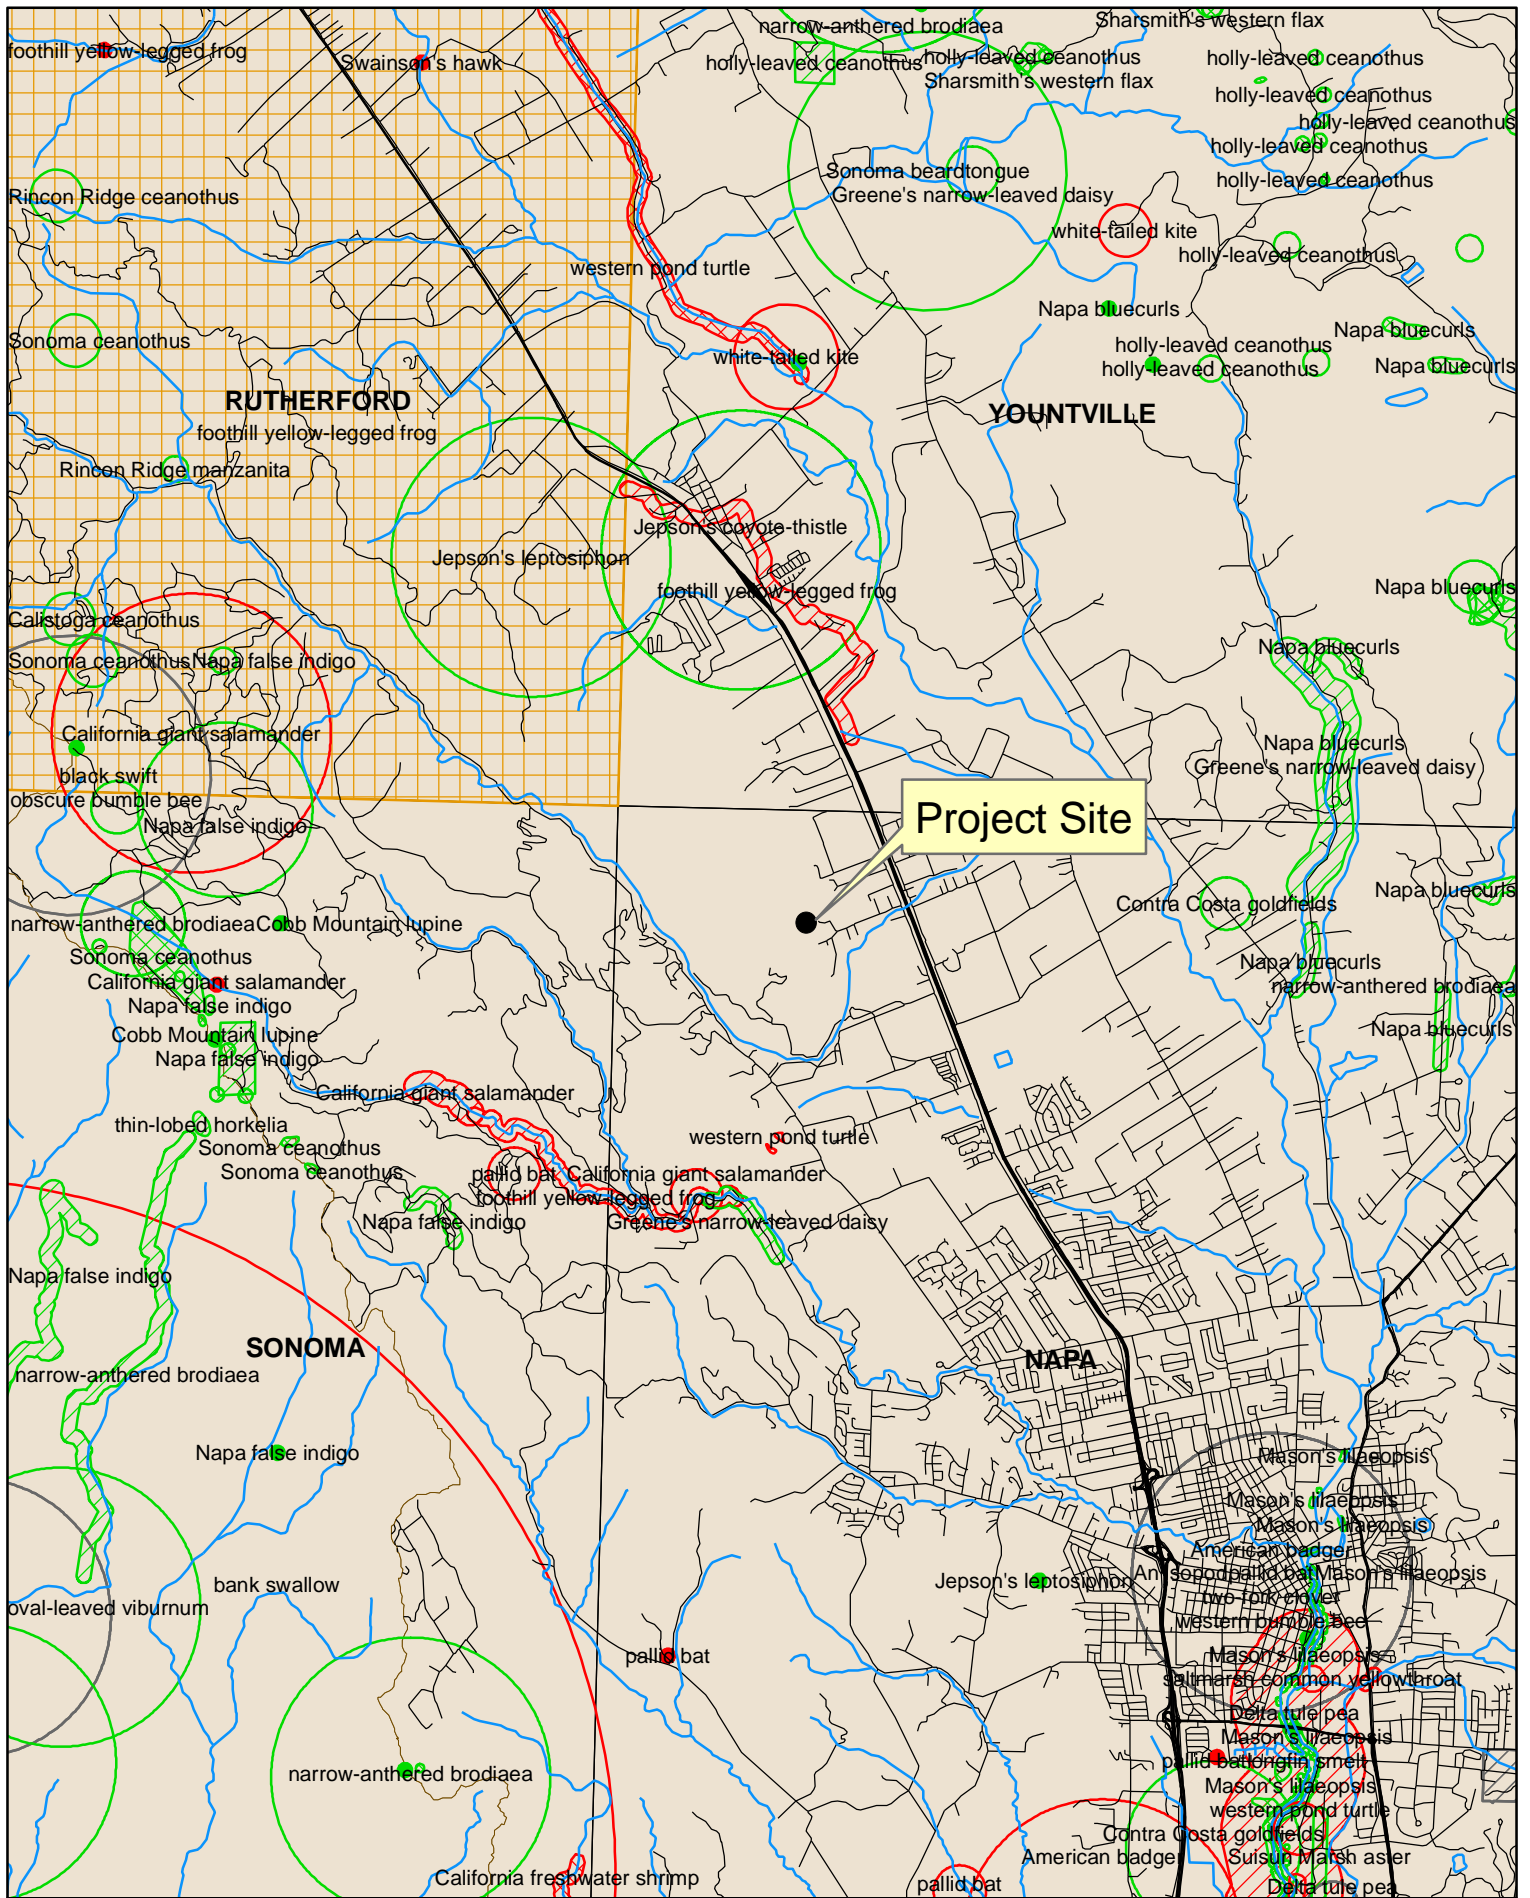 narrow-anthered brodiaea
Sharsmith's western flax
foothill yellow-legged frog
Swainson's hawk
holly-leaved ceanothus
holly-leaved ceanothus
holly-leaved ceanothus
Sharsmith's western flax
holly-leaved ceanothus
holly-leaved ceanothus
holly-leaved ceanothus
Sonoma beardtongue
holly-leaved ceanothus
Rincon Ridge ceanothus
Greene's narrow-leaved daisy
white-tailed kite
holly-leaved ceanothus
western pond turtle
Napa bluecurls
Napa bluecurls
Sonoma ceanothus
holly-leaved ceanothus
white-tailed kite
holly-leaved ceanothus
Napa bluecurls
RUTHERFORD
YOUNTVILLE
foothill yellow-legged frog
Rincon Ridge manzanita
Jepson's coyote-thistle
Jepson's leptosiphon
foothill yellow-legged frog
Napa bluecurls
Calistoga ceanothus
Napa bluecurls
Sonoma ceanothus
Napa false indigo
California giant salamander
Napa bluecurls
Greene's narrow-leaved daisy
black swift
obscure bumble bee
Napa false indigo
Project Site
Napa bluecurls
Contra Costa goldfields
narrow-anthered brodiaea
Cobb Mountain lupine
Sonoma ceanothus
Napa bluecurls
California giant salamander
narrow-anthered brodiaea
Napa false indigo
Cobb Mountain lupine
Napa bluecurls
Napa false indigo
California giant salamander
thin-lobed horkelia
western pond turtle
Sonoma ceanothus
Sonoma ceanothus
pallid bat
California giant salamander
foothill yellow-legged frog
Napa false indigo
Greene's narrow-leaved daisy
Napa false indigo
SONOMA
NAPA
narrow-anthered brodiaea
Napa false indigo
Mason's lilaeopsis
Mason's lilaeopsis
Mason's lilaeopsis
American badger
bank swallow
Jepson's leptosiphon
An isopod
pallid bat
Mason's lilaeopsis
oval-leaved viburnum
two-fork clover
western bumble bee
pallid bat
Mason's lilaeopsis
saltmarsh common yellowthroat
Delta tule pea
Mason's lilaeopsis
pallid bat
longfin smelt
narrow-anthered brodiaea
Mason's lilaeopsis
western pond turtle
Contra Costa goldfields
American badger
Suisun Marsh aster
California freshwater shrimp
pallid bat
Delta tule pea